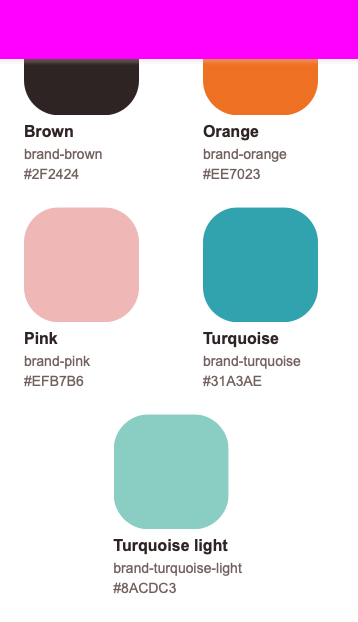 Brown
brand-brown
#2F2424
Orange
brand-orange
#EE7023
Pink
brand-pink
#EFB7B6
Turquoise
brand-turquoise
#31A3AE
Turquoise light
brand-turquoise-light
#8ACDC3